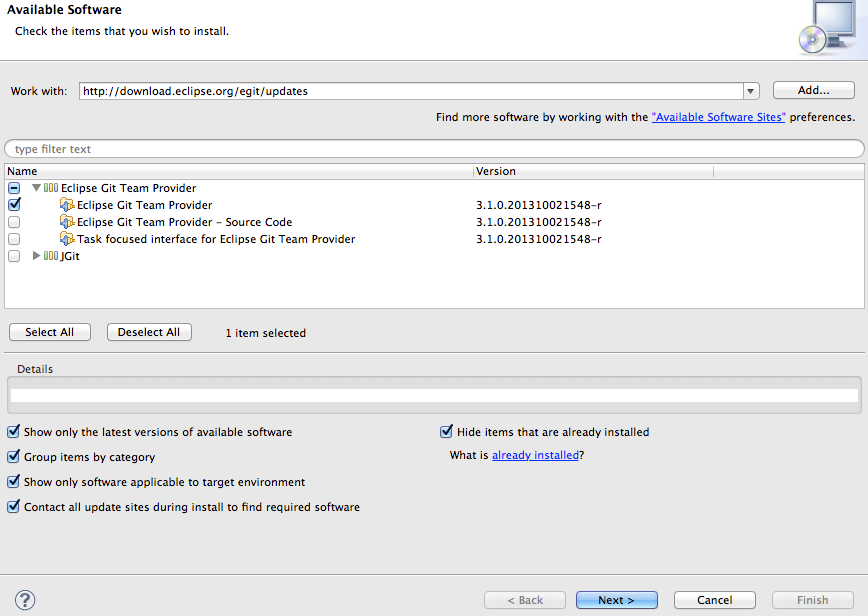 Available Software
Check the items that you wish to install.
Work with: http://download.eclipse.org/egit/updates Add...
Find more software by working with the "Available Software Sites" preferences.
type filter text
Name Version
Eclipse Git Team Provider
Eclipse Git Team Provider 3.1.0.201310021548-r
Eclipse Git Team Provider - Source Code 3.1.0.201310021548-r
Task focused interface for Eclipse Git Team Provider 3.1.0.201310021548-r
JGit
Select All Deselect All 1 item selected
Details
Show only the latest versions of available software Hide items that are already installed
Group items by category What is already installed?
Show only software applicable to target environment
Contact all update sites during install to find required software
? < Back Next > Cancel Finish